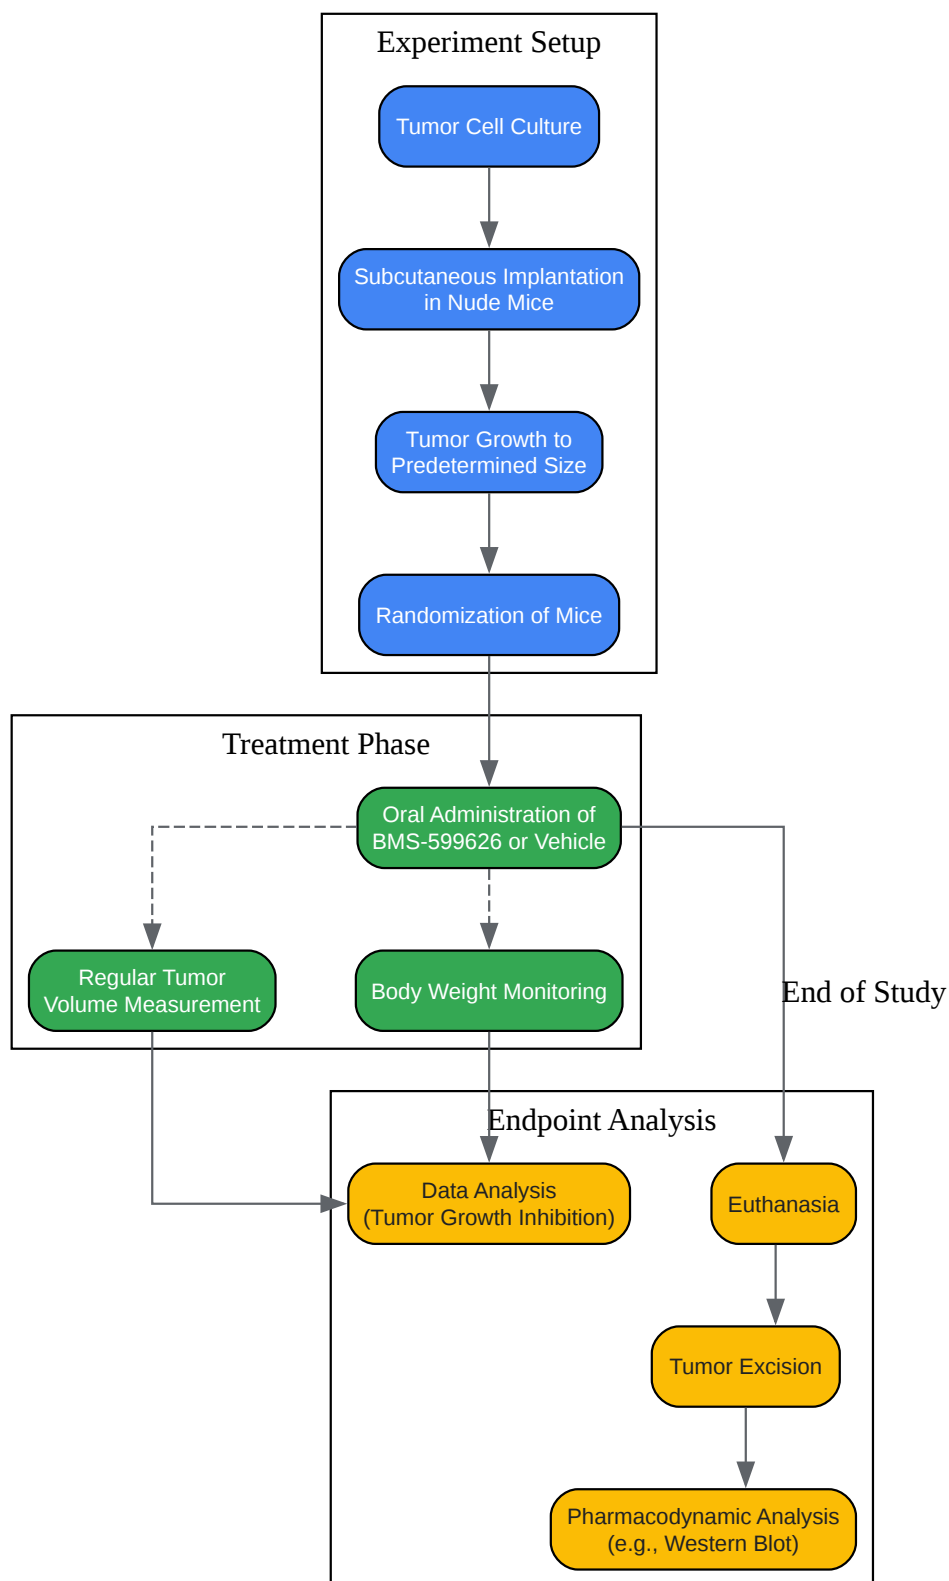 Experiment Setup
Tumor Cell Culture
Subcutaneous Implantation
in Nude Mice
Tumor Growth to
Predetermined Size
Randomization of Mice
Treatment Phase
Oral Administration of
BMS-599626 or Vehicle
Regular Tumor
Volume Measurement
Body Weight Monitoring
End of Study
Endpoint Analysis
Data Analysis
(Tumor Growth Inhibition)
Euthanasia
Tumor Excision
Pharmacodynamic Analysis
(e.g., Western Blot)